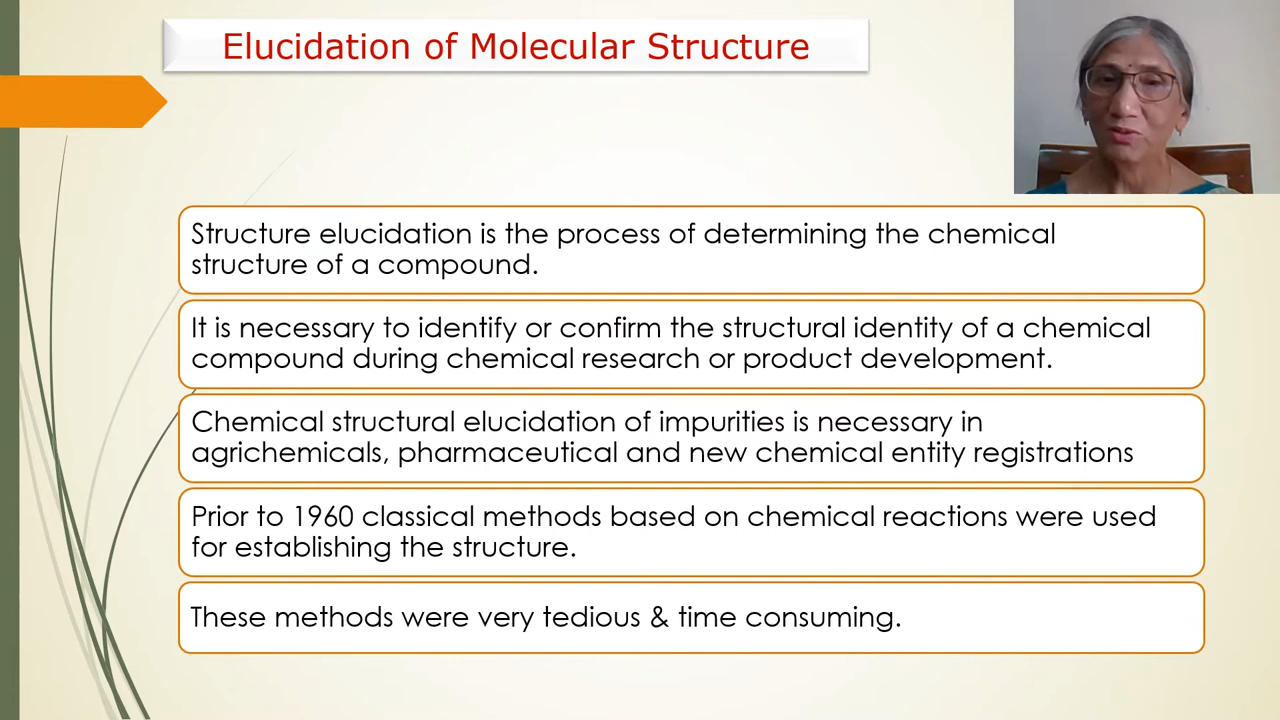 Elucidation of Molecular Structure
Structure elucidation is the process of determining the chemical
structure of a compound.
It is necessary to identify or confirm the structural identity of a chemical
compound during chemical research or product development.
Chemical structural elucidation of impurities is necessary in
agrichemicals, pharmaceutical and new chemical entity registrations
Prior to 1960 classical methods based on chemical reactions were used
for establishing the structure.
These methods were very tedious & time consuming.